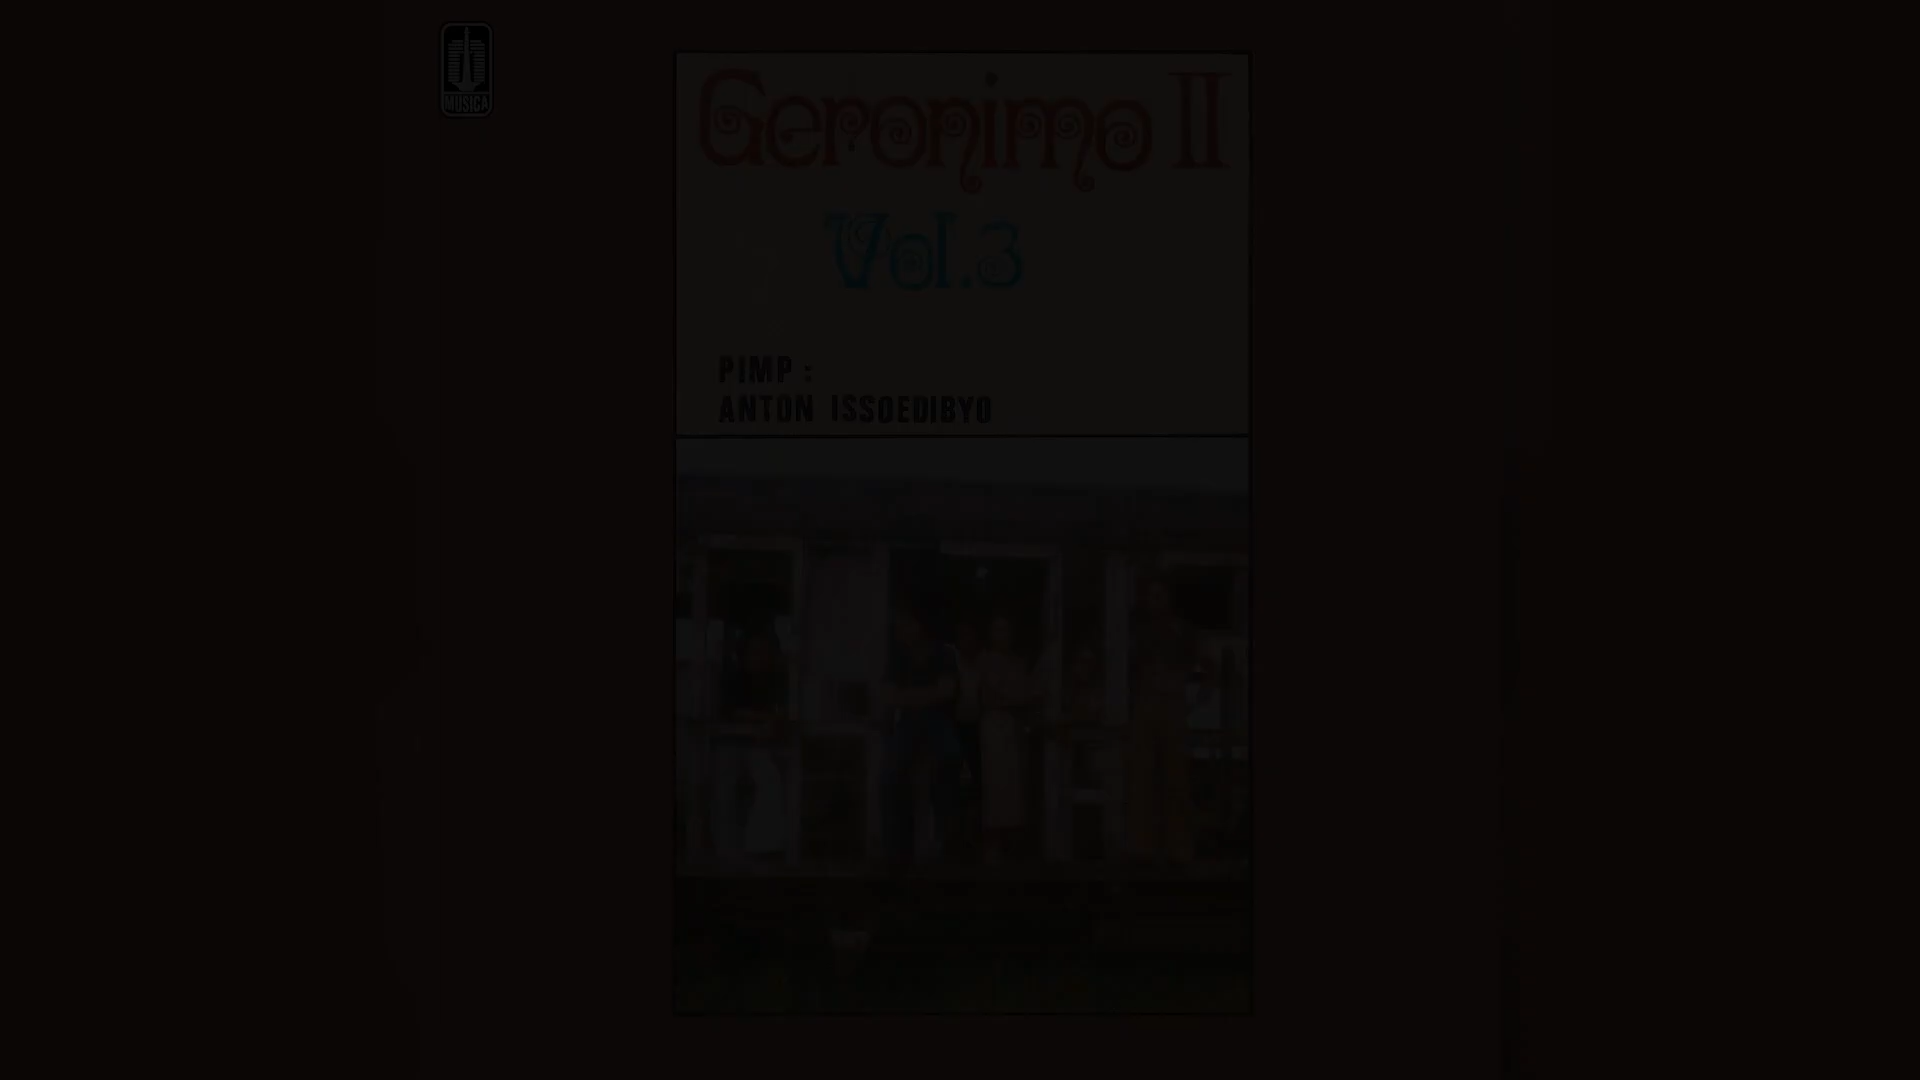 MUSICA
Geronimo II
Vol.3
PIMP :
ANTON ISSOEDIBYO